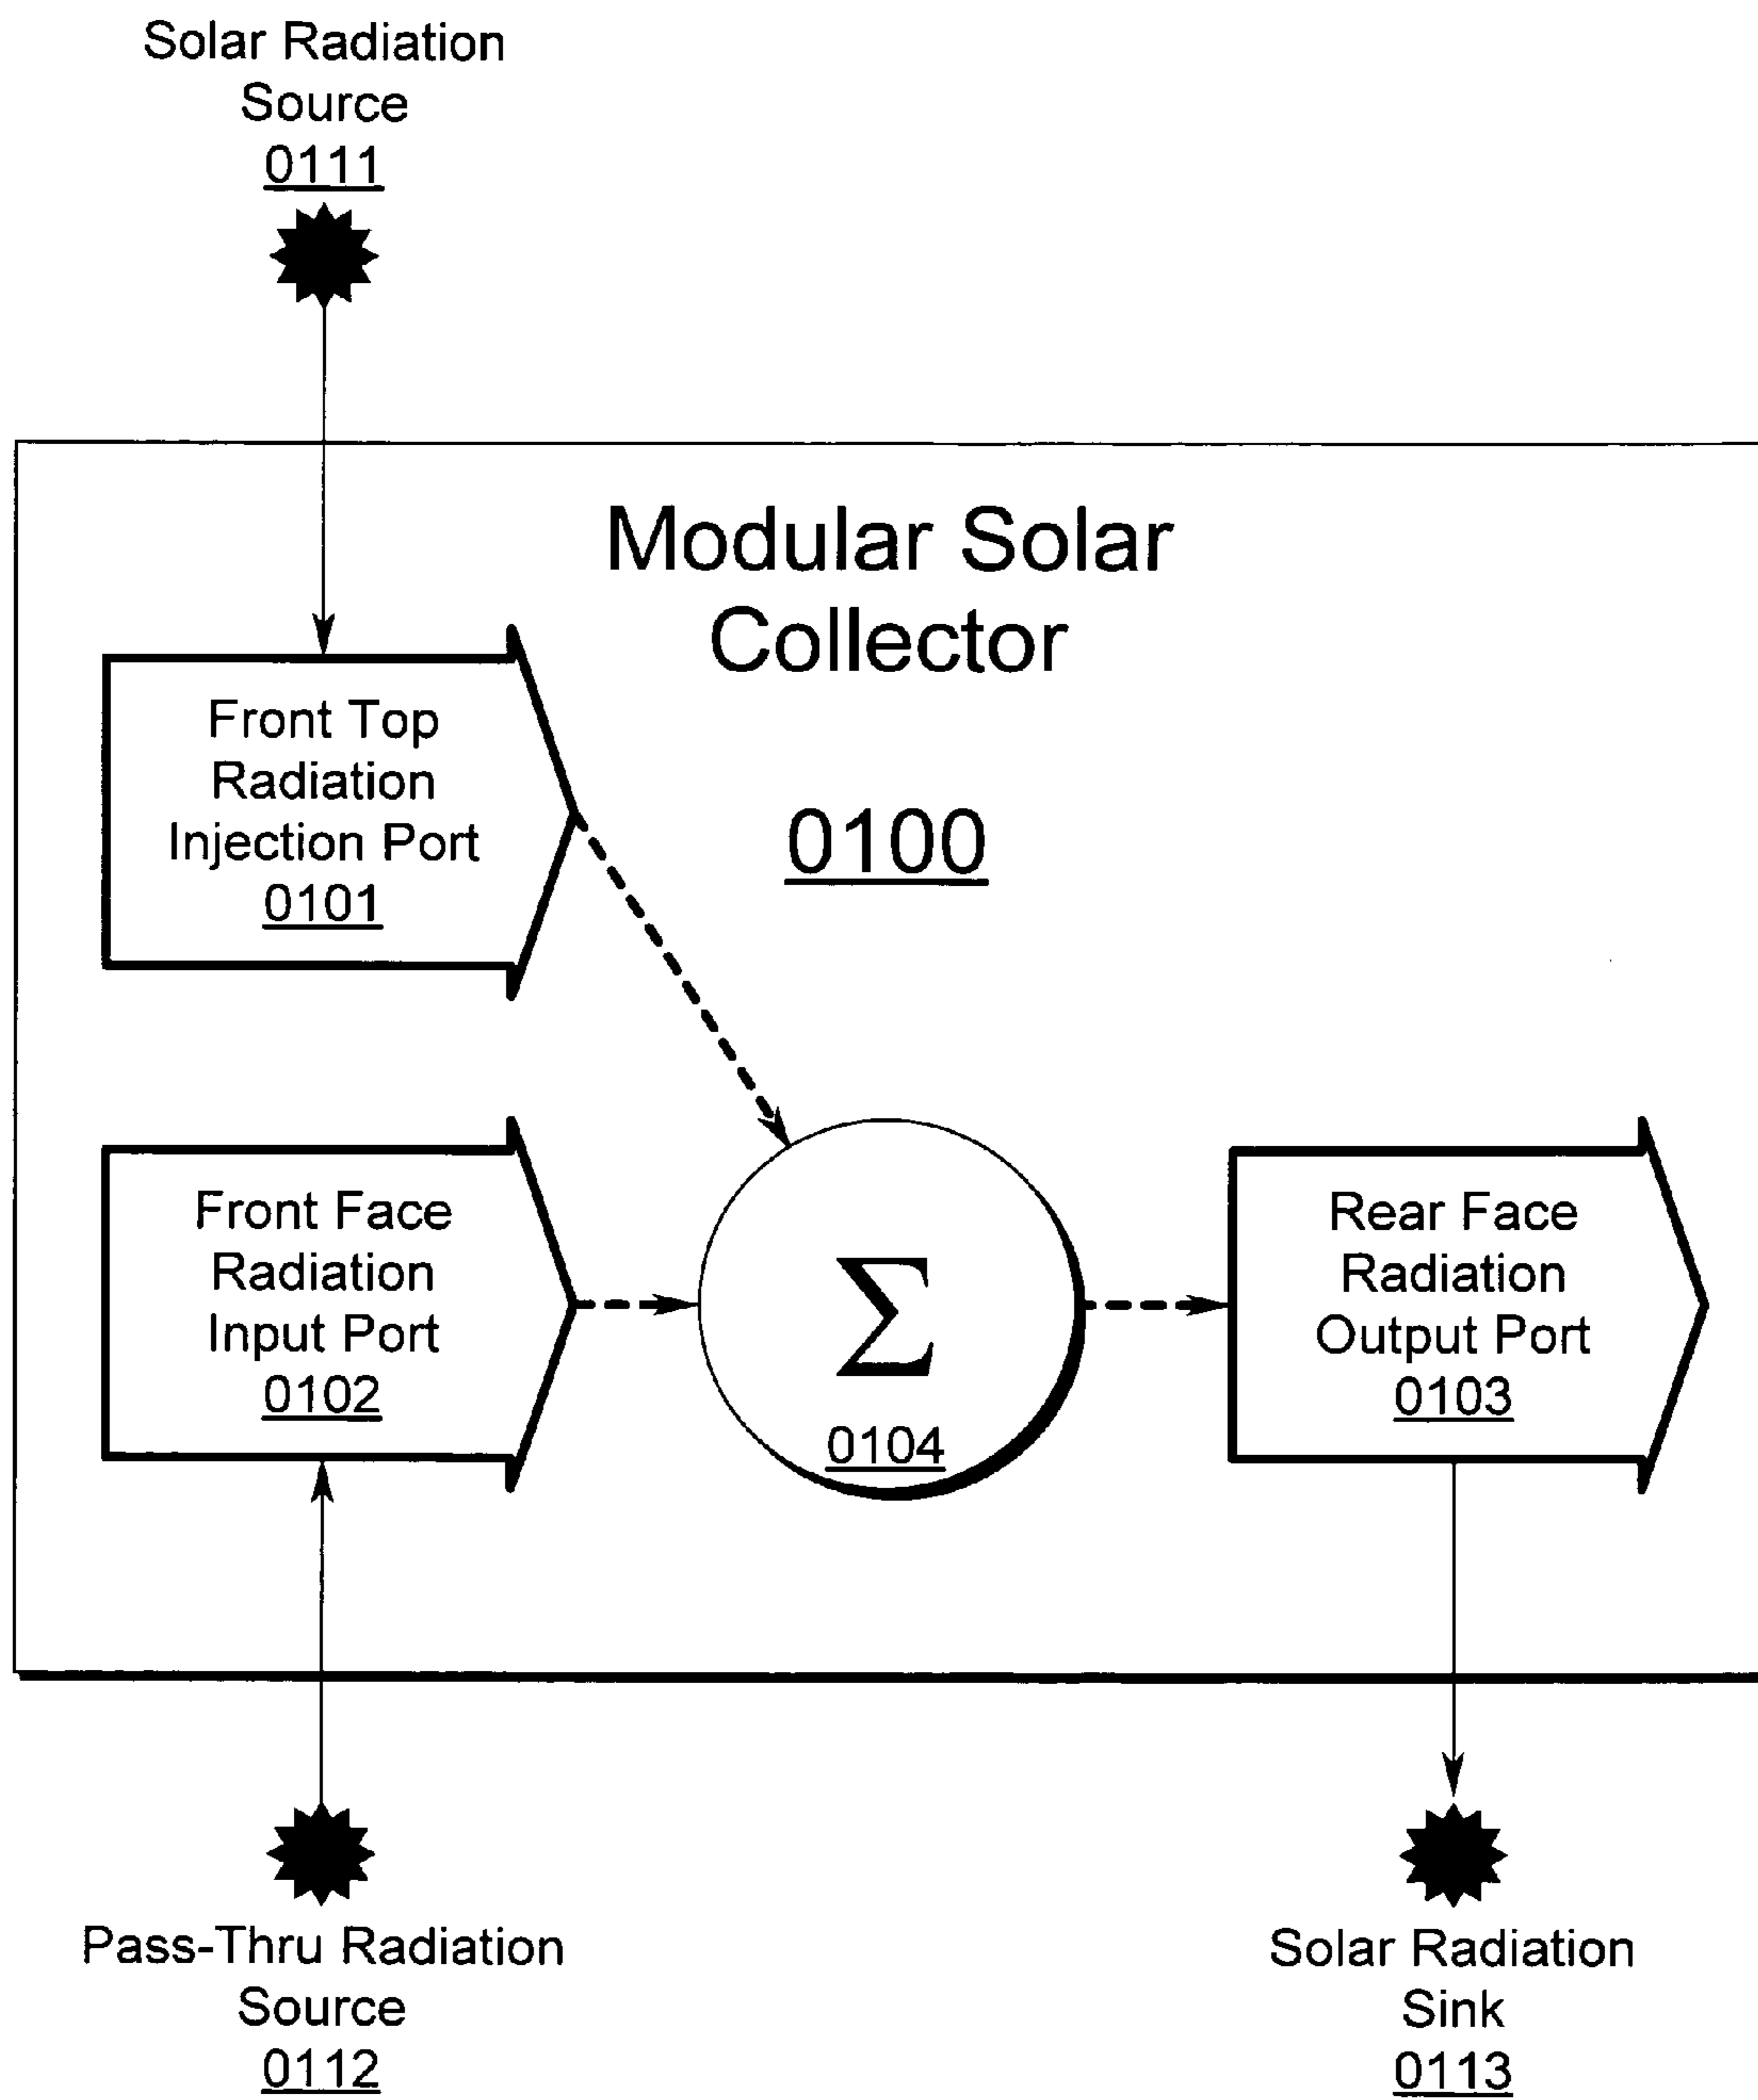 Solar Radiation
Source
0111
Modular Solar
Collector
0100
Front Top
Radiation
Injection Port
0101
Front Face
Radiation
Input Port
0102
Σ
0104
Rear Face
Radiation
Output Port
0103
Pass-Thru Radiation
Source
0112
Solar Radiation
Sink
0113